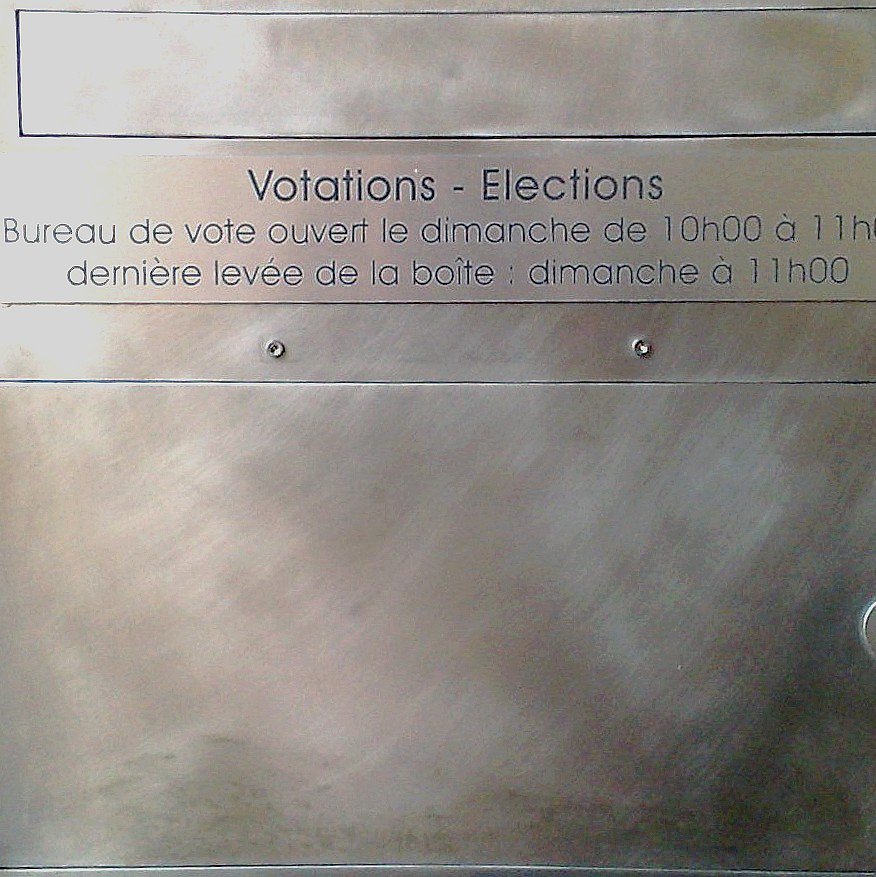 Votations - Elections
Bureau de vote ouvert le dimanche de 10h00 à 11h
dernière levée de la boîte : dimanche à 11h00